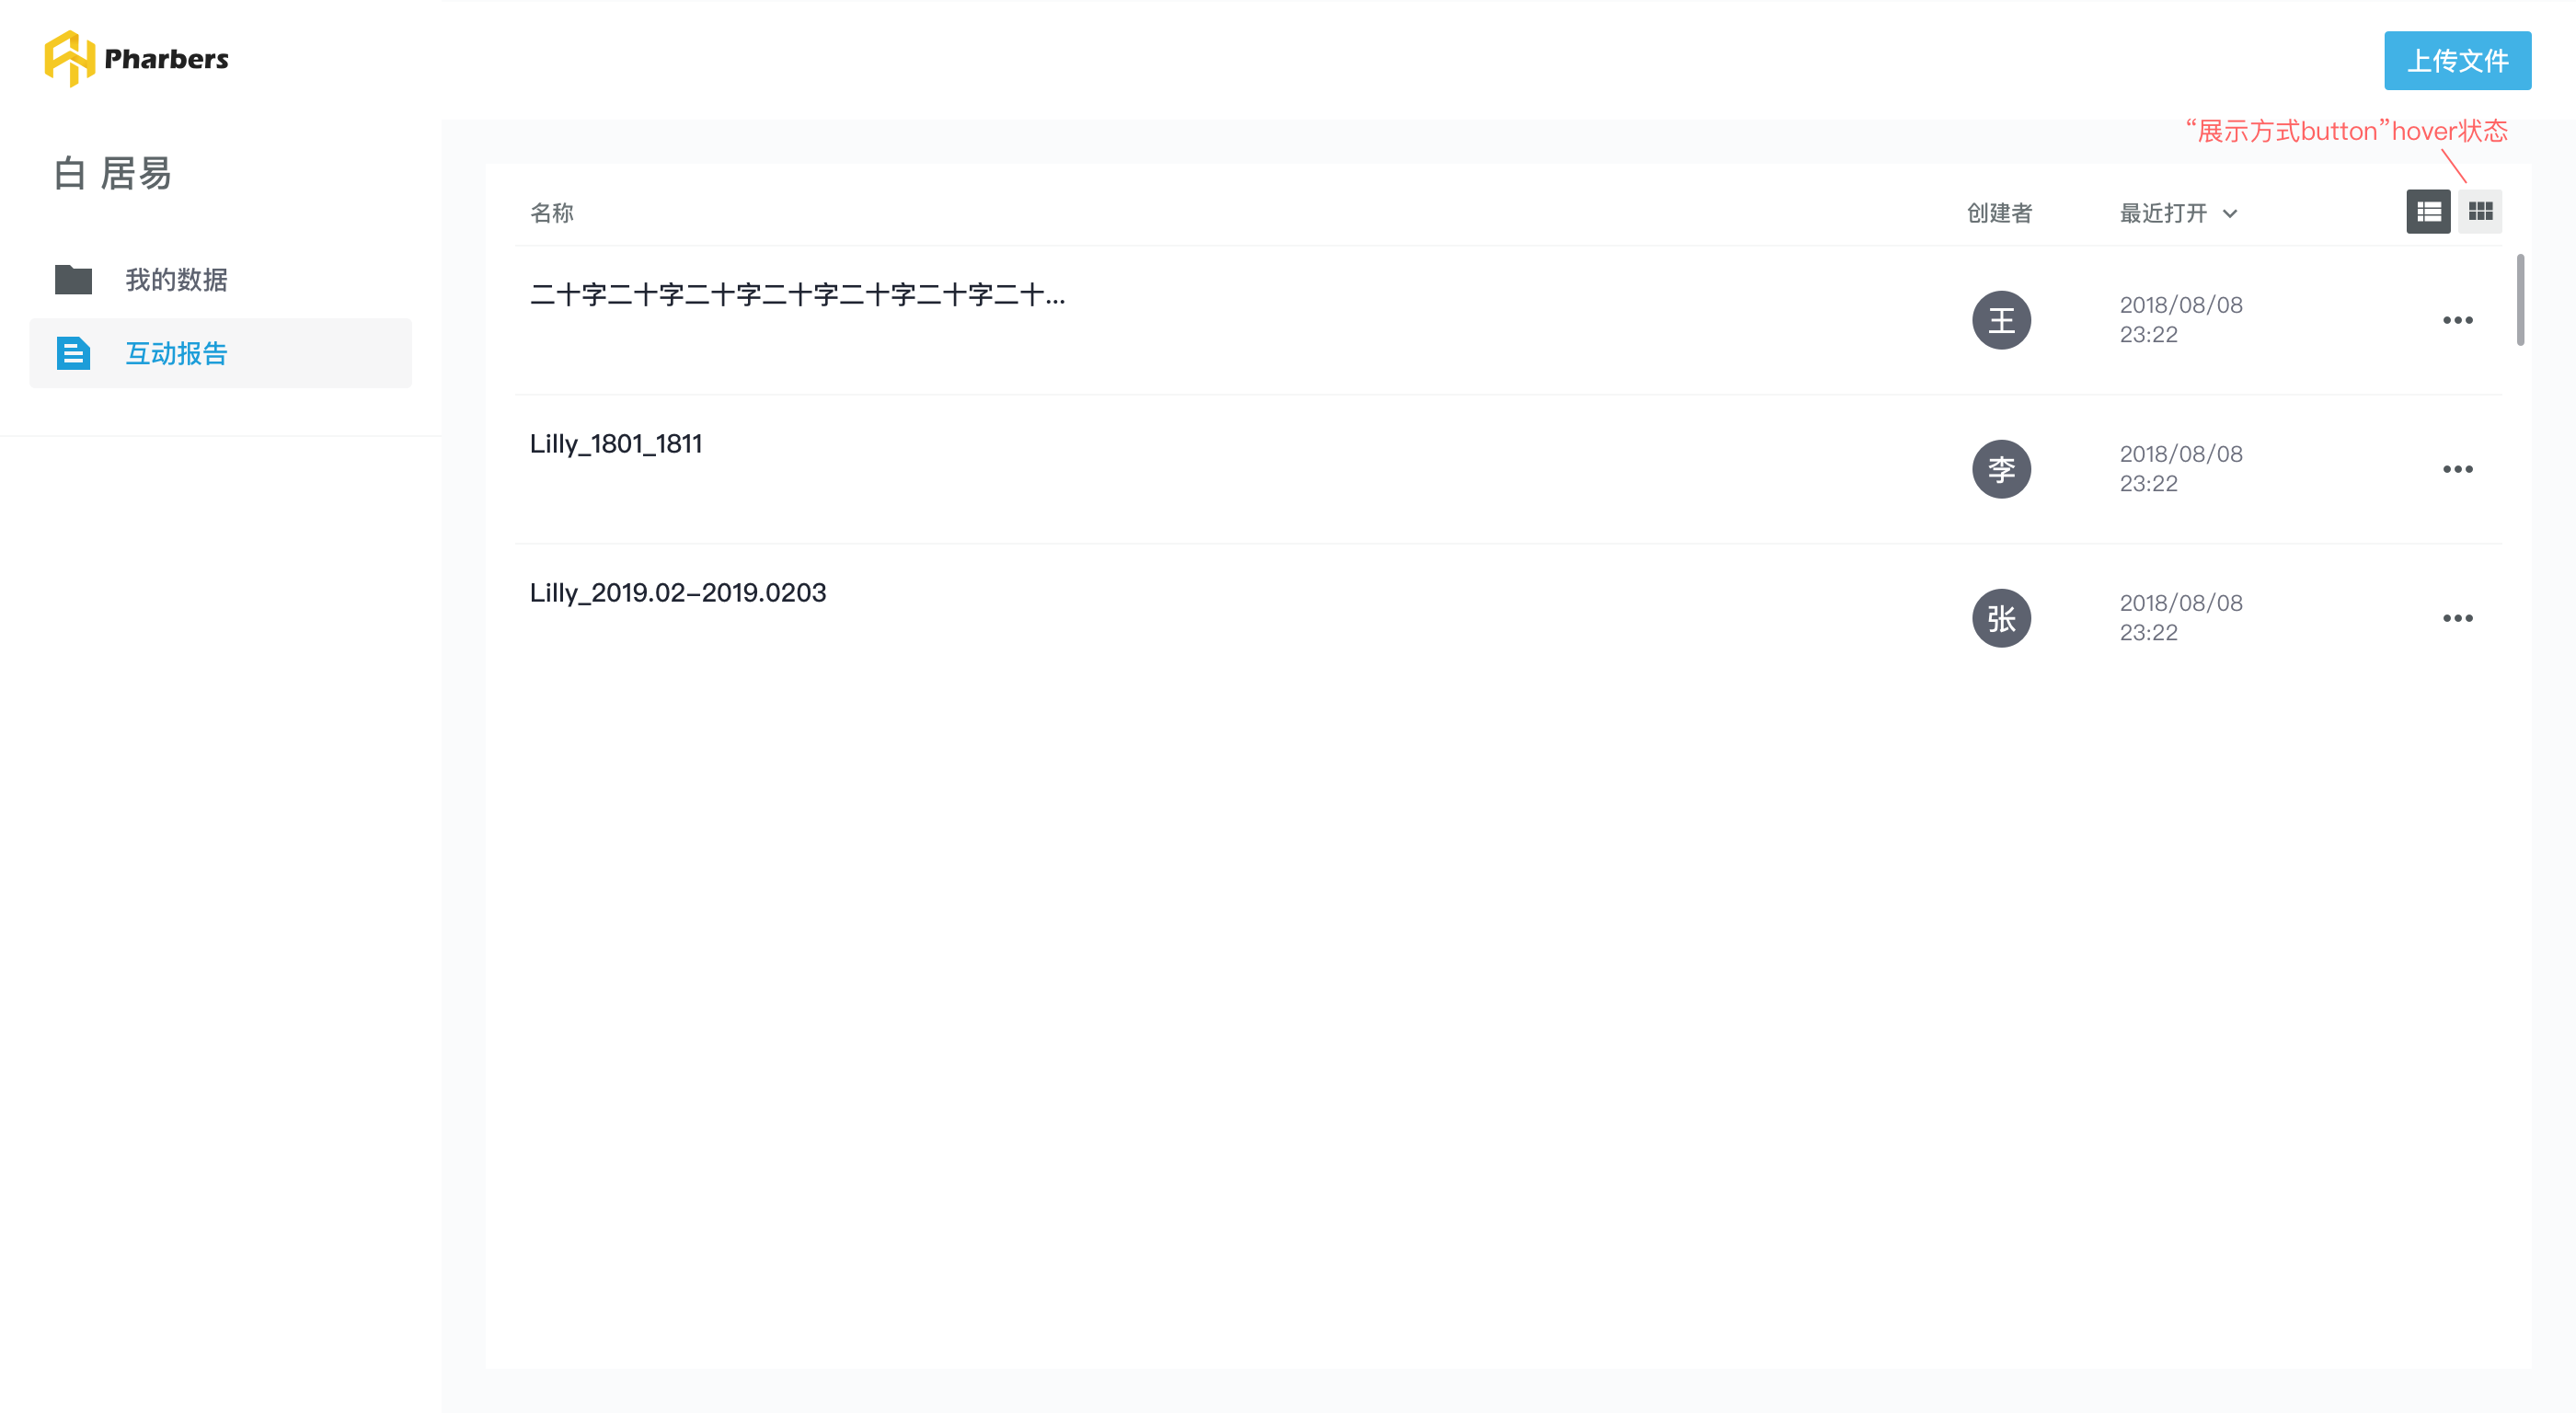 Pharbers
上传文件
“展示方式button”hover状态
白 居易
我的数据
互动报告
名称
创建者
最近打开
二十字二十字二十字二十字二十字二十字二十...
王
2018/08/08
23:22
Lilly_1801_1811
李
2018/08/08
23:22
Lilly_2019.02–2019.0203
张
2018/08/08
23:22